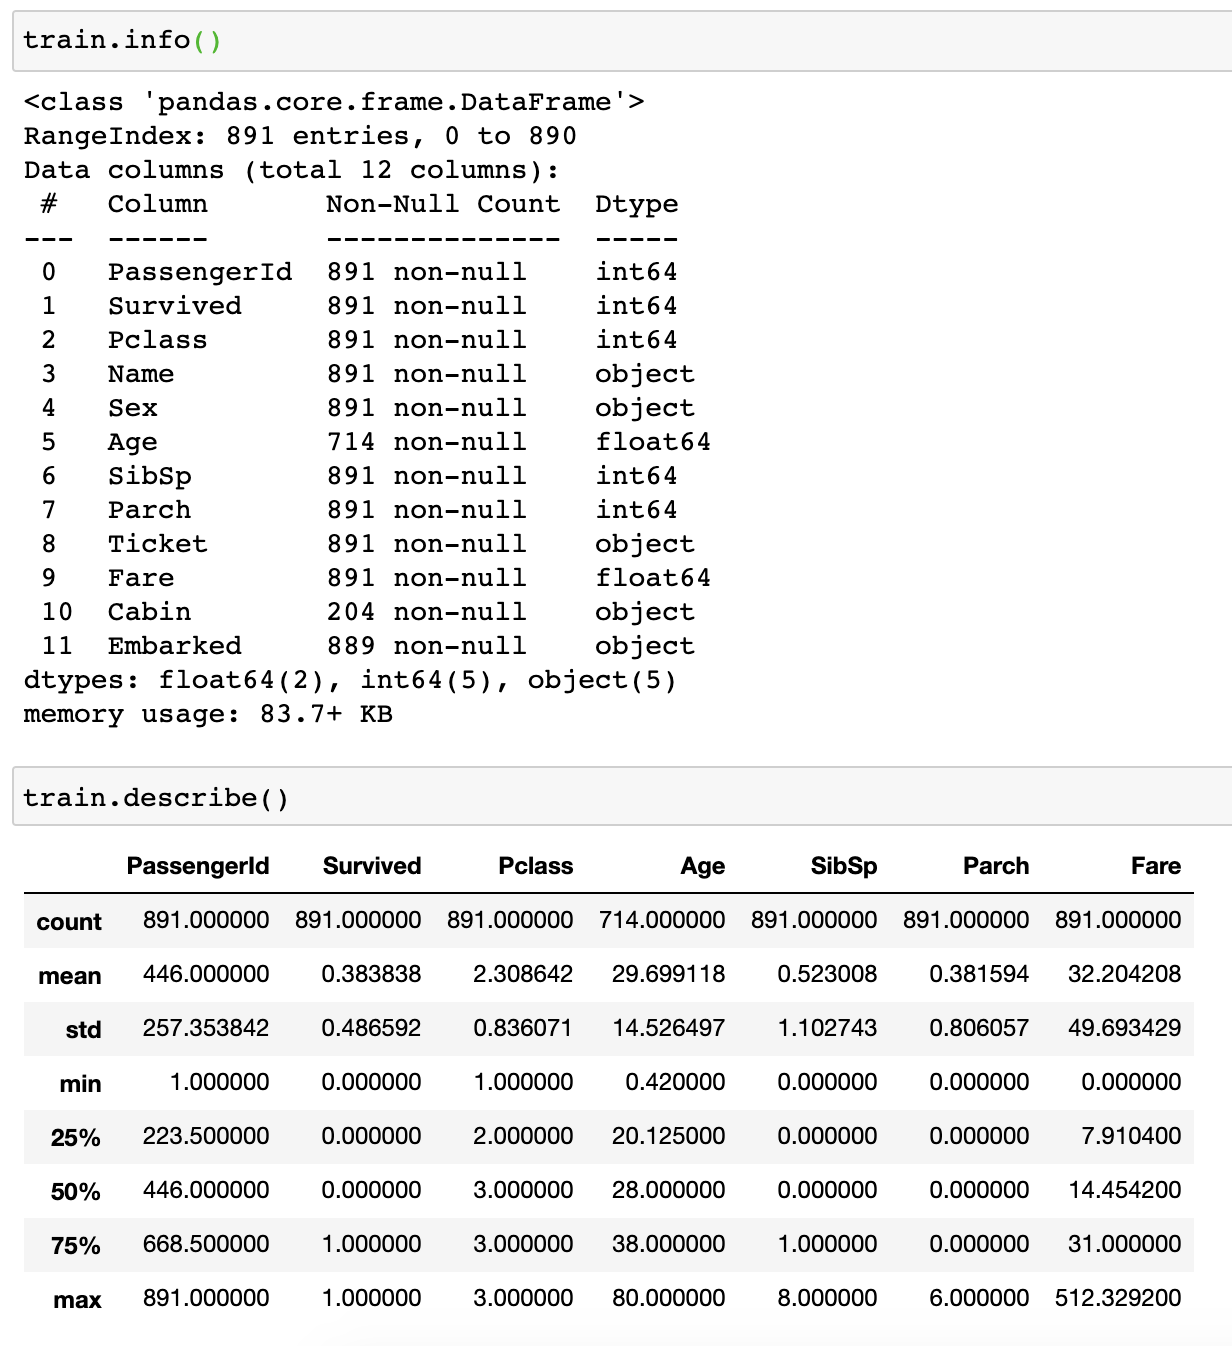 train.info()
<class 'pandas.core.frame.DataFrame'>
RangeIndex: 891 entries, 0 to 890
Data columns (total 12 columns):
 #   Column       Non-Null Count  Dtype
---  ------       --------------  -----
 0   PassengerId  891 non-null    int64
 1   Survived     891 non-null    int64
 2   Pclass       891 non-null    int64
 3   Name         891 non-null    object
 4   Sex          891 non-null    object
 5   Age          714 non-null    float64
 6   SibSp        891 non-null    int64
 7   Parch        891 non-null    int64
 8   Ticket       891 non-null    object
 9   Fare         891 non-null    float64
 10  Cabin        204 non-null    object
 11  Embarked     889 non-null    object
dtypes: float64(2), int64(5), object(5)
memory usage: 83.7+ KB
train.describe()
PassengerId Survived Pclass Age SibSp Parch Fare
count 891.000000 891.000000 891.000000 714.000000 891.000000 891.000000 891.000000
mean 446.000000 0.383838 2.308642 29.699118 0.523008 0.381594 32.204208
std 257.353842 0.486592 0.836071 14.526497 1.102743 0.806057 49.693429
min 1.000000 0.000000 1.000000 0.420000 0.000000 0.000000 0.000000
25% 223.500000 0.000000 2.000000 20.125000 0.000000 0.000000 7.910400
50% 446.000000 0.000000 3.000000 28.000000 0.000000 0.000000 14.454200
75% 668.500000 1.000000 3.000000 38.000000 1.000000 0.000000 31.000000
max 891.000000 1.000000 3.000000 80.000000 8.000000 6.000000 512.329200